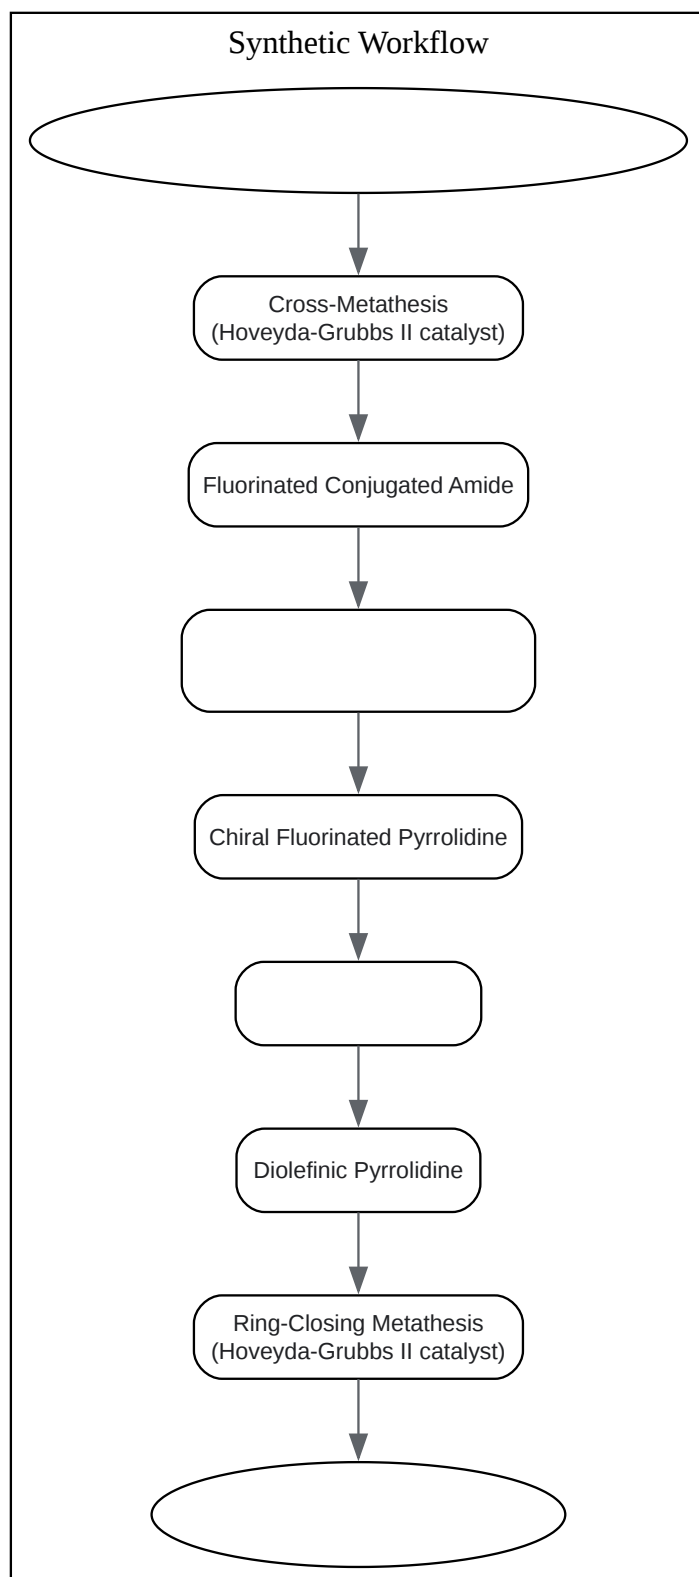 Synthetic Workflow
Cross-Metathesis
(Hoveyda-Grubbs II catalyst)
Fluorinated Conjugated Amide
Chiral Fluorinated Pyrrolidine
Diolefinic Pyrrolidine
Ring-Closing Metathesis
(Hoveyda-Grubbs II catalyst)